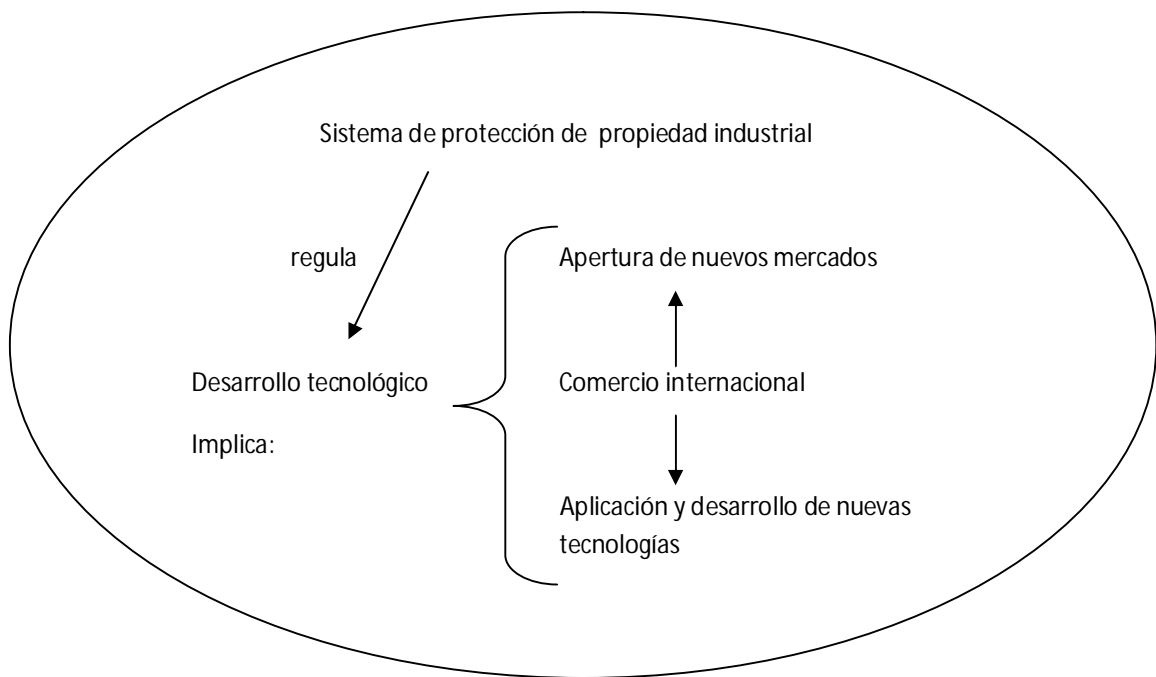 Sistema de protección de propiedad industrial
regula
Apertura de nuevos mercados
Desarrollo tecnológico
Comercio internacional
Implica:
Aplicación y desarrollo de nuevas
tecnologías